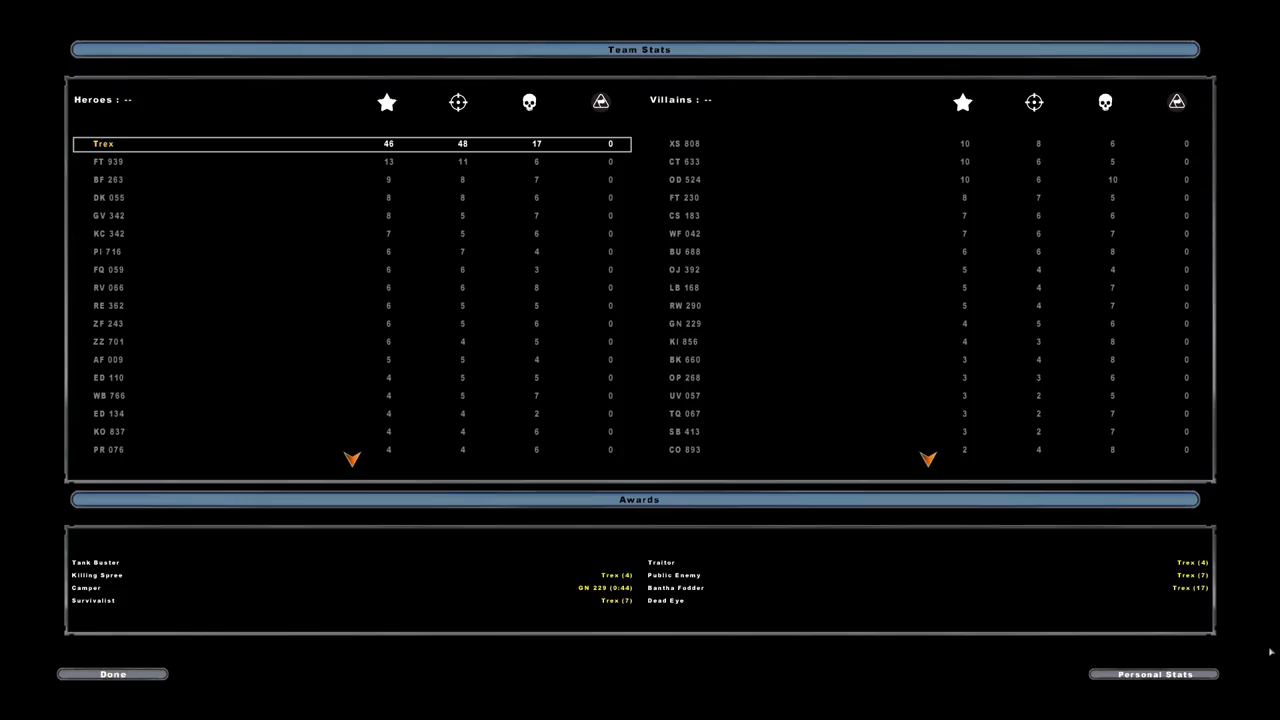 Team Stats
Heroes : --
Trex 46 48 17 0
FT 939 13 11 6 0
BF 263 9 8 7 0
DK 055 8 8 6 0
GV 342 8 5 7 0
KC 342 7 5 6 0
PI 716 6 7 4 0
FQ 059 6 6 3 0
RV 066 6 6 8 0
RE 362 6 5 5 0
ZF 243 6 5 6 0
ZZ 701 6 4 5 0
AF 009 5 5 4 0
ED 110 4 5 5 0
WB 766 4 5 7 0
ED 134 4 4 2 0
KO 837 4 4 6 0
PR 076 4 4 6 0
Villains : --
XS 808 10 8 6 0
CT 633 10 6 5 0
OD 524 10 6 10 0
FT 230 8 7 5 0
CS 183 7 6 6 0
WF 042 7 6 7 0
BU 688 6 6 8 0
OJ 392 5 4 4 0
LB 168 5 4 7 0
RW 290 5 4 7 0
GN 229 4 5 6 0
KI 856 4 3 8 0
BK 660 3 4 8 0
OP 268 3 3 6 0
UV 057 3 2 5 0
TQ 067 3 2 7 0
SB 413 3 2 7 0
CO 893 2 4 8 0
Awards
Tank Buster
Killing Spree Trex (4)
Camper GN 229 (0:44)
Survivalist Trex (7)
Traitor Trex (4)
Public Enemy Trex (7)
Bantha Fodder Trex (17)
Dead Eye
Done
Personal Stats